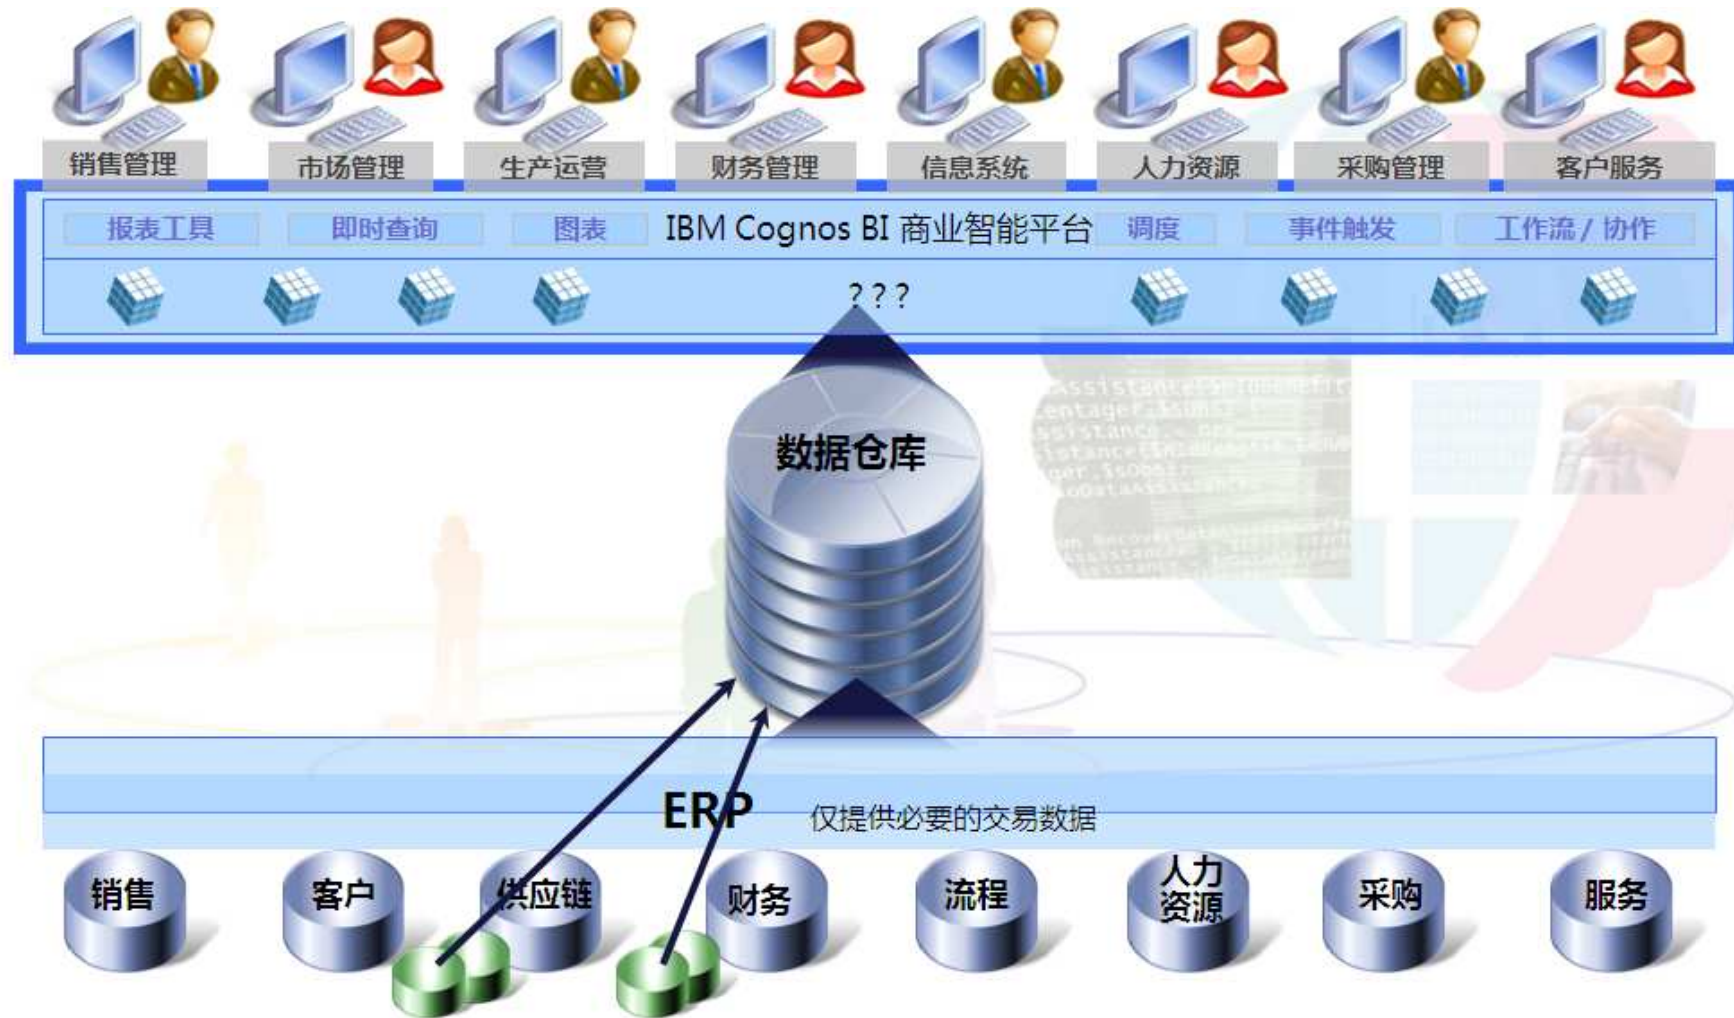 销售管理
市场管理
生产运营
财务管理
信息系统
人力资源
采购管理
客户服务
报表工具
即时查询
图表
IBM Cognos BI 商业智能平台
调度
事件触发
工作流 / 协作
? ? ?
数据仓库
ERP
仅提供必要的交易数据
销售
客户
供应链
财务
流程
人力
资源
采购
服务